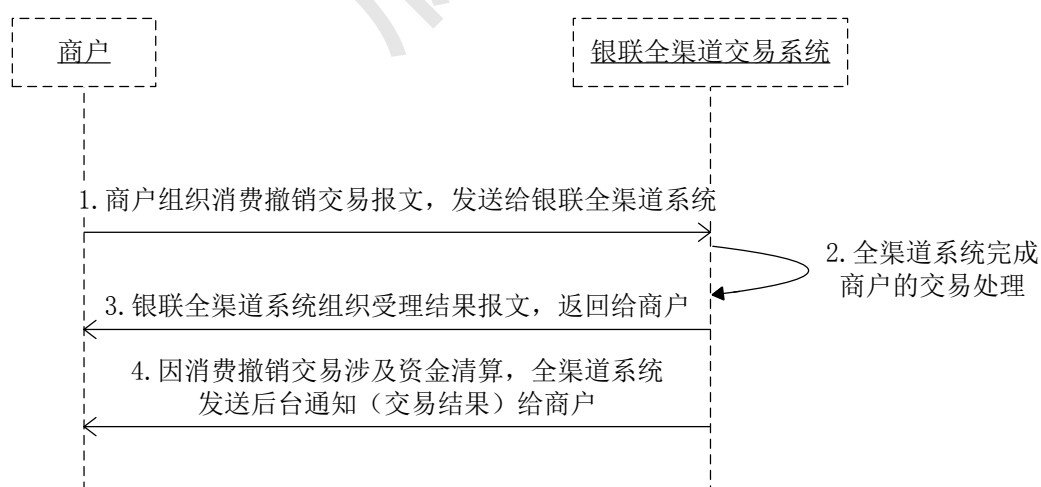 商户
银联全渠道交易系统
1.商户组织消费撤销交易报文，发送给银联全渠道系统
2.全渠道系统完成
商户的交易处理
3.银联全渠道系统组织受理结果报文，返回给商户
4.因消费撤销交易涉及资金清算，全渠道系统
发送后台通知（交易结果）给商户